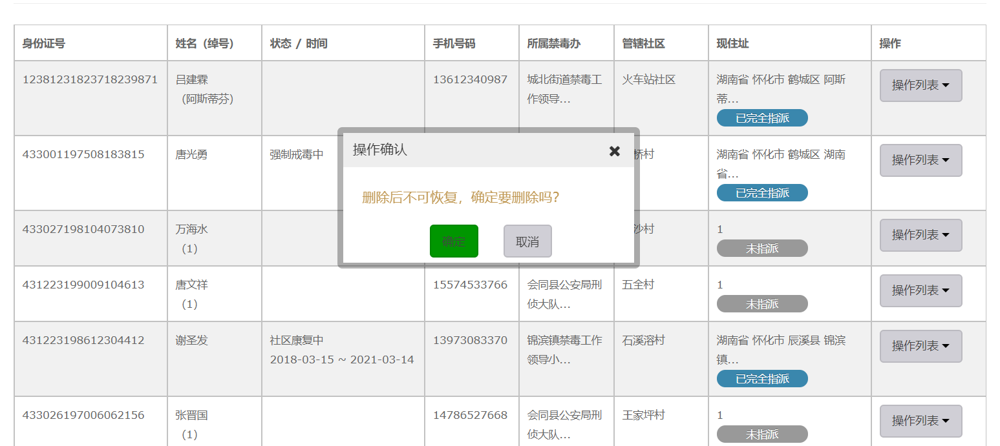 身份证号 姓名（绰号） 状态 / 时间 手机号码 所属禁毒办 管辖社区 现住址 操作
12381231823718239871 吕建霖 13612340987 城北街道禁毒工 火车站社区 湖南省 怀化市 鹤城区 阿斯 操作列表
（阿斯蒂芬） 作领导... 蒂...
已完全指派
操作确认
433001197508183815 唐光勇 强制戒毒中 桥村 湖南省 怀化市 鹤城区 湖南 操作列表
省...
已完全指派
删除后不可恢复，确定要删除吗?
433027198104073810 万海水 沙村 1 操作列表
（1） 未指派
确定 取消
431223199009104613 唐文祥 15574533766 会同县公安局刑 五全村 1 操作列表
（1） 侦大队... 未指派
431223198612304412 谢圣发 社区康复中 13973083370 锦滨镇禁毒工作 石溪溶村 湖南省 怀化市 辰溪县 锦滨 操作列表
2018-03-15 ~ 2021-03-14 领导小... 镇...
已完全指派
433026197006062156 张晋国 14786527668 会同县公安局刑 王家坪村 1 操作列表
（1） 侦大队... 未指派